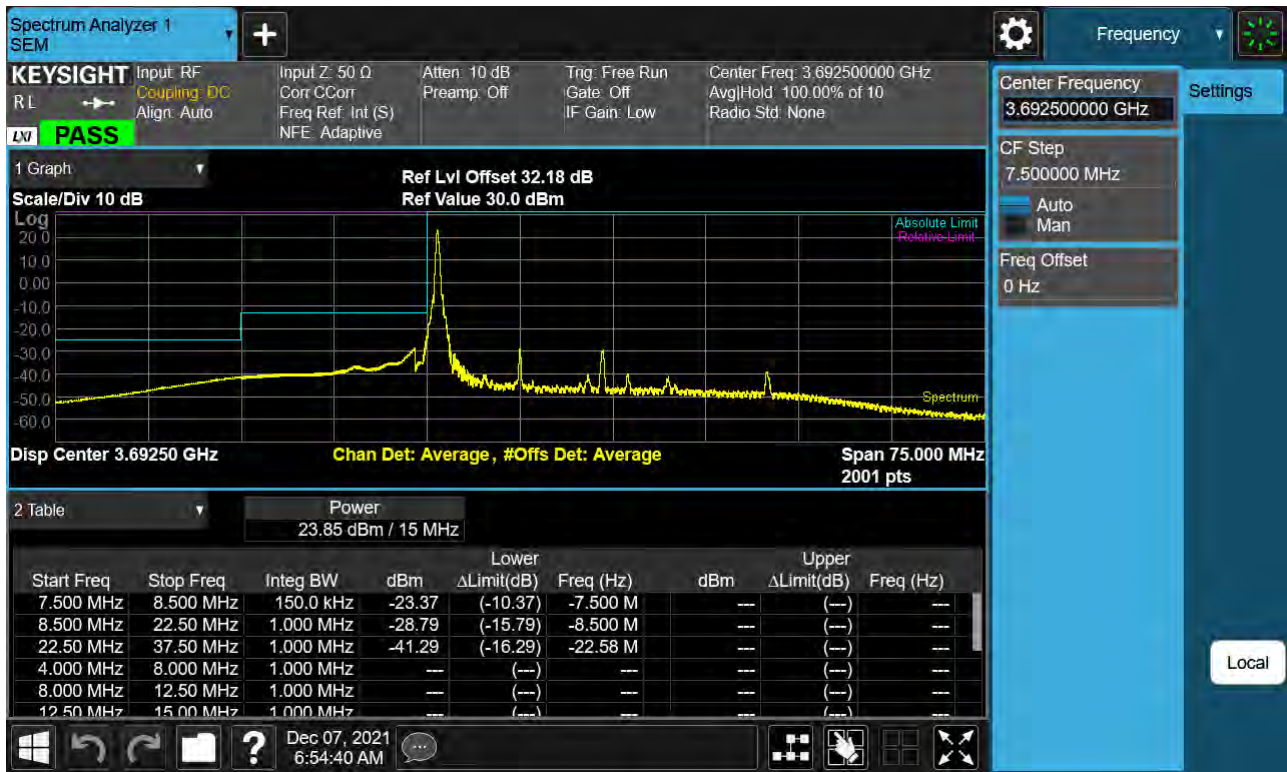 Spectrum Analyzer 1
SEM
+
Frequency
KEYSIGHT
Input: RF
Input Z: 50 Ω
Atten: 10 dB
Trig: Free Run
Center Freq: 3.692500000 GHz
RL
Coupling: DC
Corr CCorr
Preamp: Off
Gate: Off
Avg|Hold: 100.00% of 10
Align: Auto
Freq Ref: Int (S)
IF Gain: Low
Radio Std: None
LXI
PASS
NFE: Adaptive
Center Frequency
3.692500000 GHz
Settings
CF Step
7.500000 MHz
Auto
Man
Freq Offset
0 Hz
Local
1 Graph
Ref Lvl Offset 32.18 dB
Scale/Div 10 dB
Ref Value 30.0 dBm
Log
Absolute Limit
Relative Limit
20.0
10.0
0.00
-10.0
-20.0
-30.0
-40.0
-50.0
-60.0
Spectrum
Disp Center 3.69250 GHz
Chan Det: Average, #Offs Det: Average
Span 75.000 MHz
2001 pts
2 Table
Power
23.85 dBm / 15 MHz
Lower Upper
Start Freq Stop Freq Integ BW dBm ΔLimit(dB) Freq (Hz) dBm ΔLimit(dB) Freq (Hz)
7.500 MHz 8.500 MHz 150.0 kHz -23.37 (-10.37) -7.500 M --- (---) ---
8.500 MHz 22.50 MHz 1.000 MHz -28.79 (-15.79) -8.500 M --- (---) ---
22.50 MHz 37.50 MHz 1.000 MHz -41.29 (-16.29) -22.58 M --- (---) ---
4.000 MHz 8.000 MHz 1.000 MHz --- (---) --- --- (---) ---
8.000 MHz 12.50 MHz 1.000 MHz --- (---) --- --- (---) ---
12.50 MHz 15.00 MHz 1.000 MHz --- (---) --- --- (---) ---
?
Dec 07, 2021
6:54:40 AM